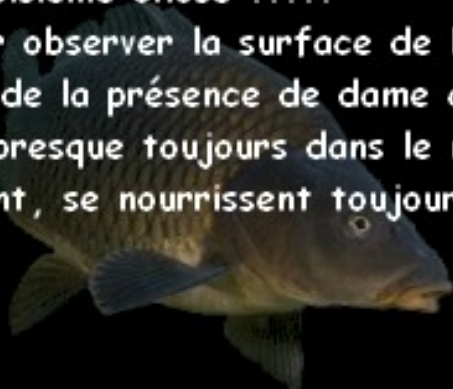 observer la surface de
de la présence de dame
presque toujours dans le
nt, se nourrissent toujour